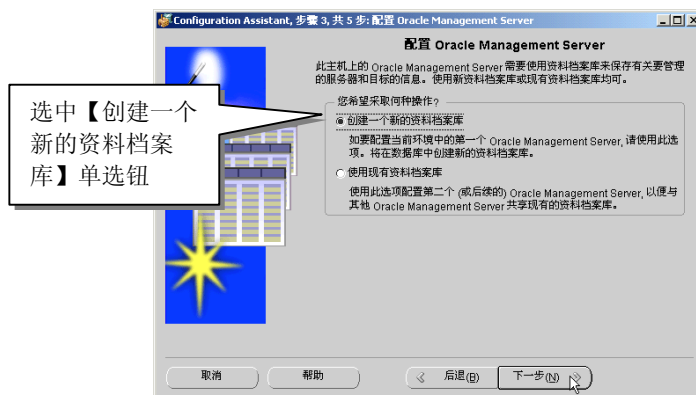 Configuration Assistant, 步骤 3, 共 5 步: 配置 Oracle Management Server
配置 Oracle Management Server
此主机上的 Oracle Management Server 需要使用资料档案库来保存有关要管理
的服务器和目标的信息。使用新资料档案库或现有资料档案库均可。
您希望采取何种操作?
创建一个新的资料档案库
如要配置当前环境中的第一个 Oracle Management Server, 请使用此选
项。将在数据库中创建新的资料档案库。
使用现有资料档案库
使用此选项配置第二个 (或后续的) Oracle Management Server, 以便与
其他 Oracle Management Server 共享现有的资料档案库。
选中【创建一个
新的资料档案
库】单选钮
取消
帮助
后退(B)
下一步(N)